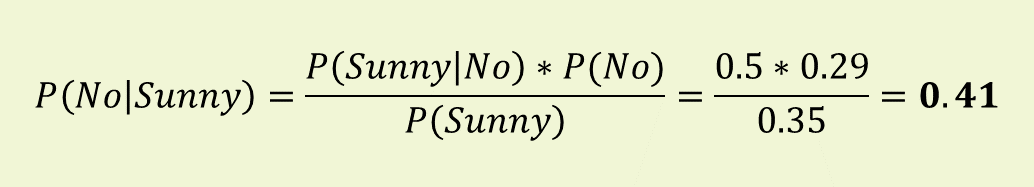 P(No|Sunny) = P(Sunny|No) * P(No) / P(Sunny) = 0.5 * 0.29 / 0.35 = 0.41